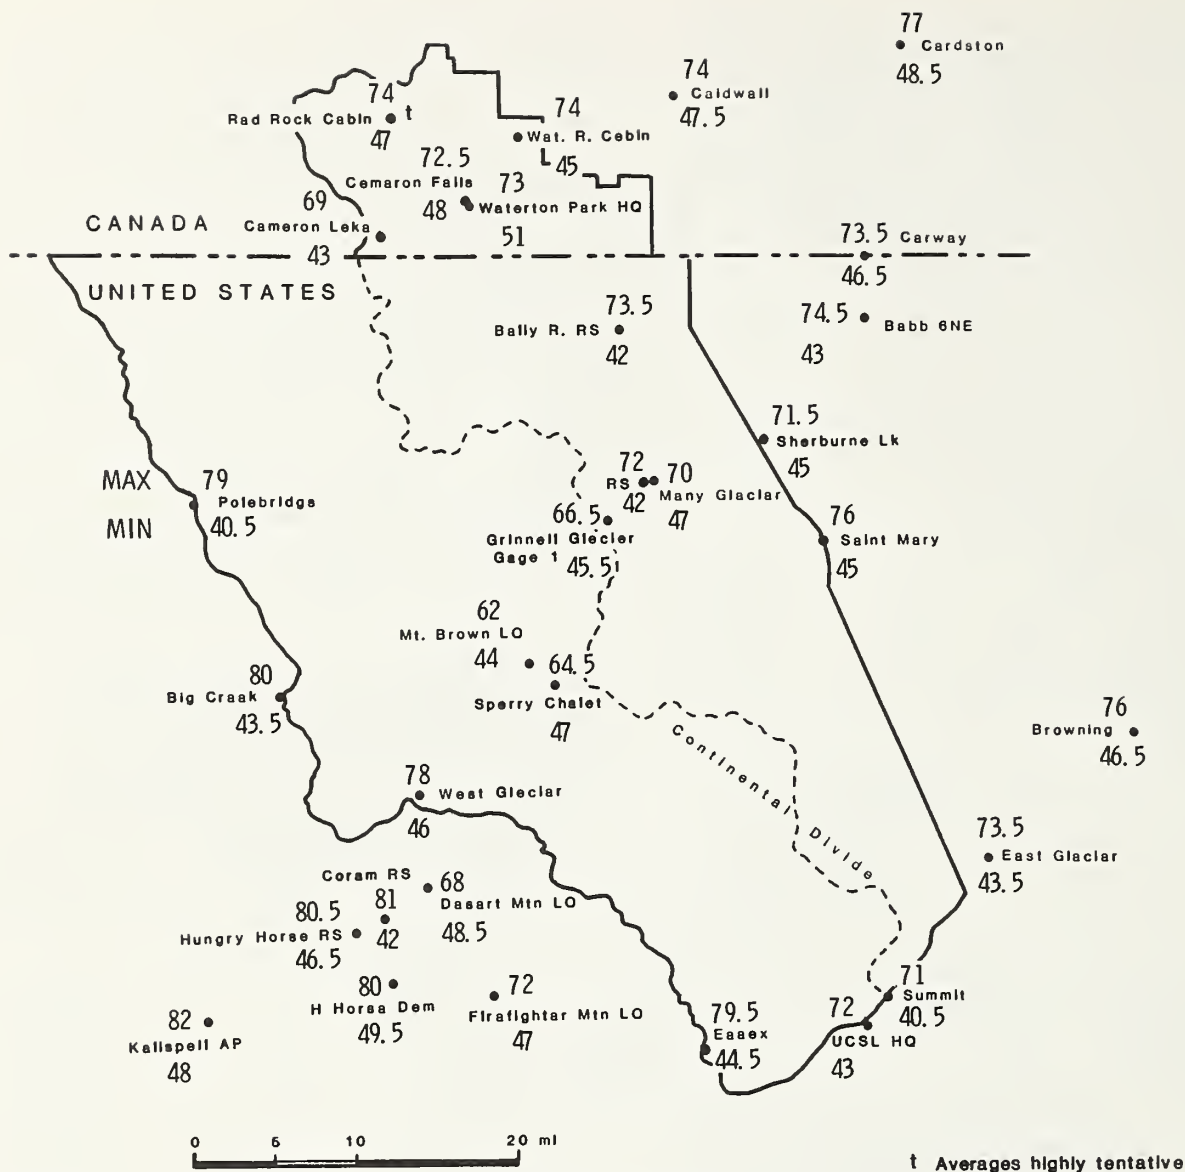 77
Cardston
48.5
74
Caldwall
47.5
74
Rad Rock Cabin
t
47
74
Wat. R. Cebin
45
72.5
Cemaron Falls
48
73
Waterton Park HQ
51
69
Cameron Leka
43
CANADA
UNITED STATES
73.5
Carway
46.5
73.5
Bally R. RS
42
74.5
Babb 6NE
43
71.5
Sherburne Lk
45
72
RS
42
70
Many Glaciar
47
MAX
MIN
79
Polebridga
40.5
66.5
Grinnell Glecier
Gage 1
45.5
76
Saint Mary
45
62
Mt. Brown LO
44
64.5
Sperry Chalet
47
80
Big Craak
43.5
Continental Divide
76
Browning
46.5
78
West Gleciar
46
73.5
East Glaciar
43.5
Coram RS
81
42
68
Dasart Mtn LO
48.5
80.5
Hungry Horse RS
46.5
80
H Horsa Dem
49.5
72
Firafightar Mtn LO
47
82
Kalispell AP
48
79.5
Eaaex
44.5
72
UCSL HQ
43
71
Summit
40.5
0 5 10 20 ml
t Averages highly tentative